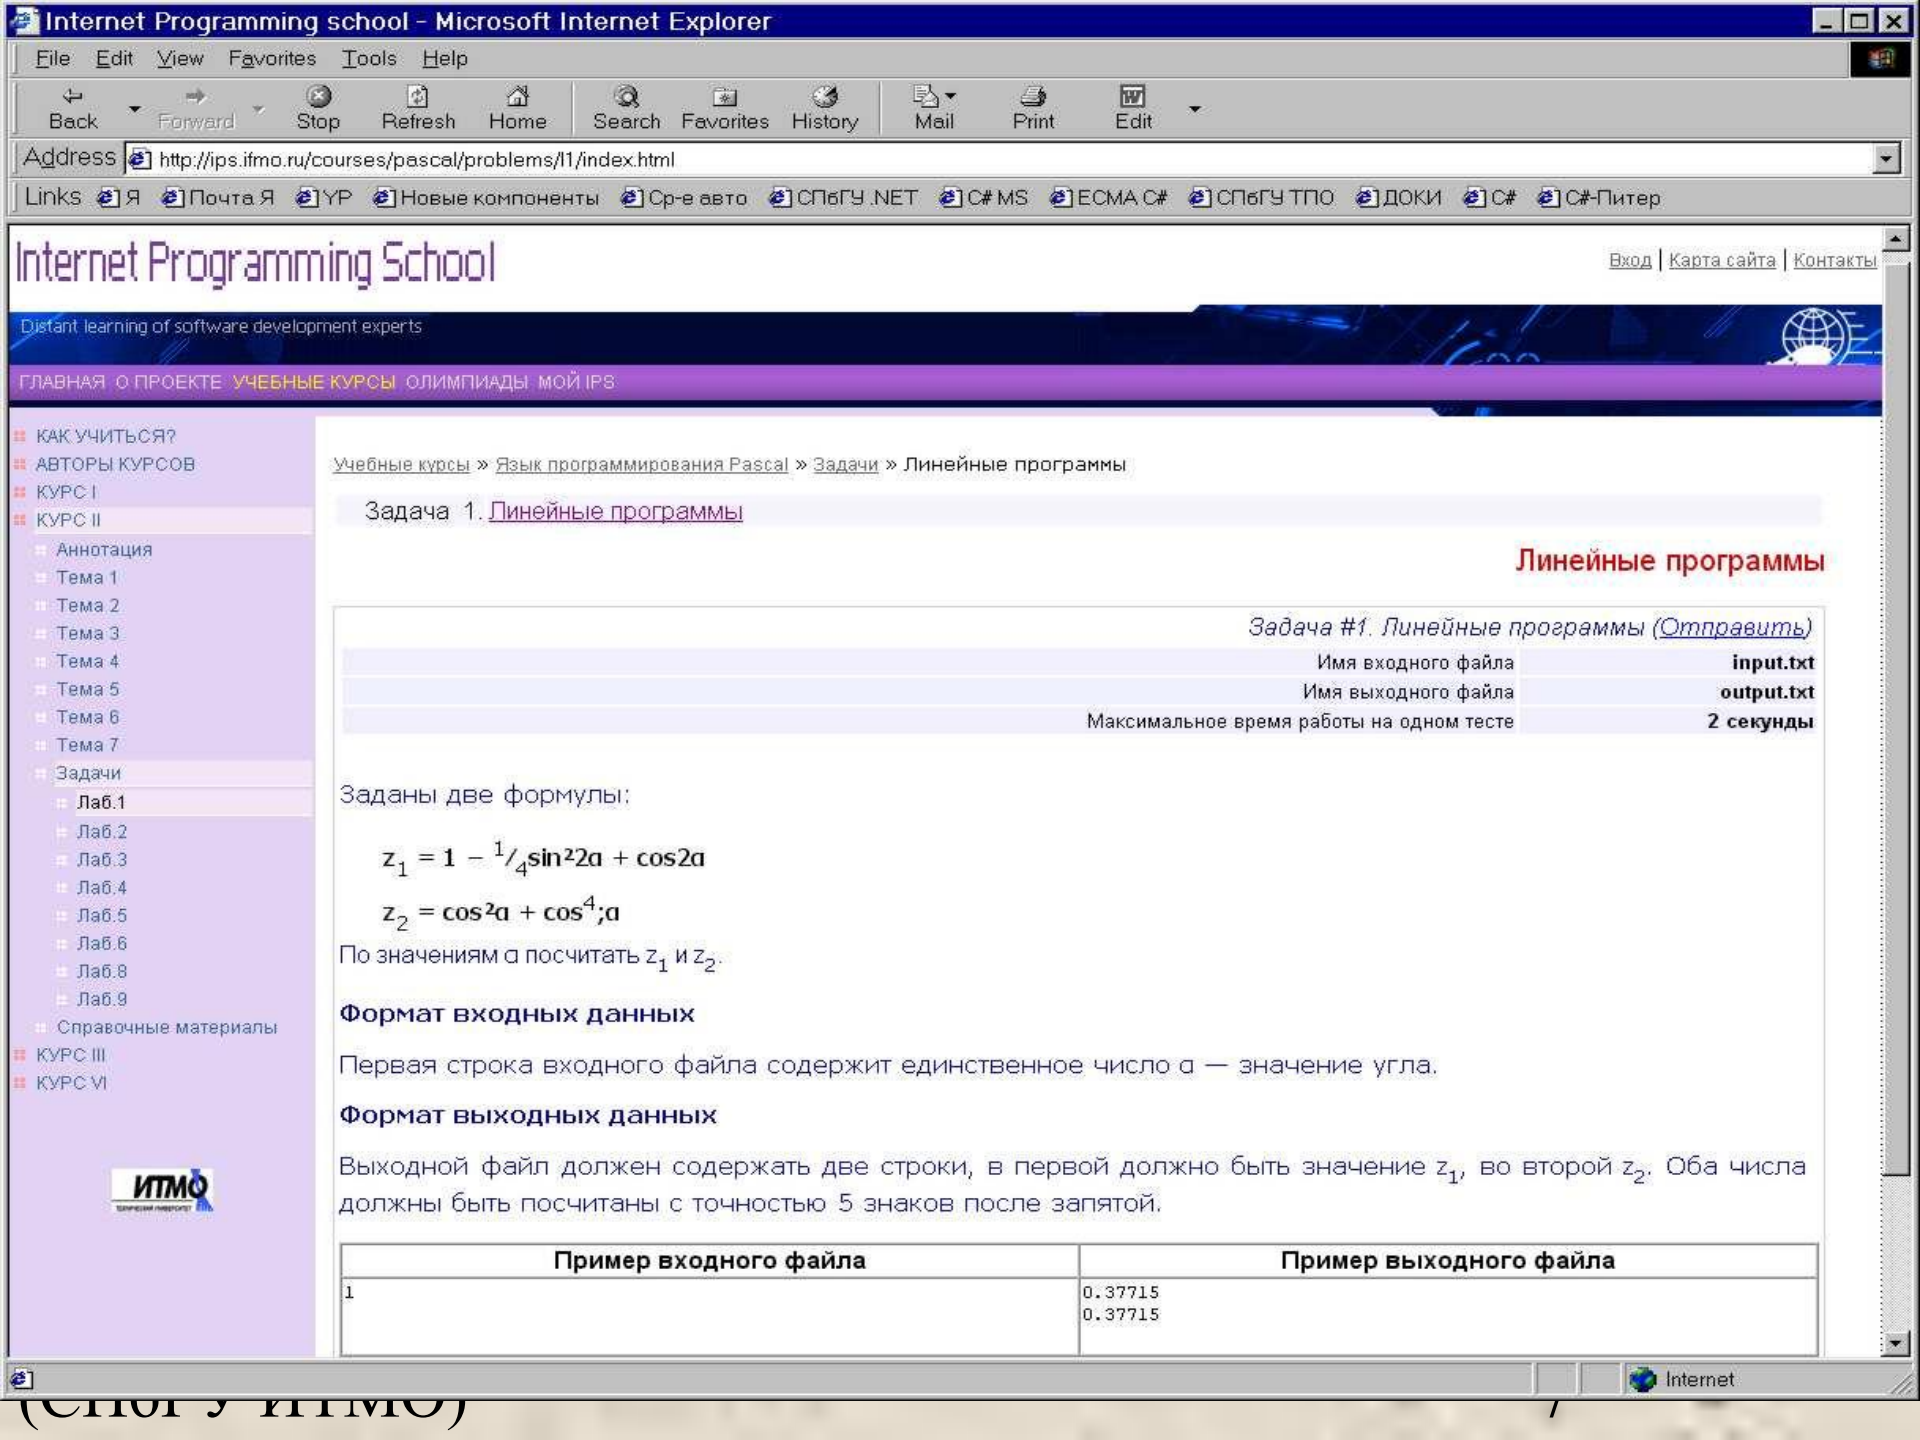 Internet Programming school - Microsoft Internet Explorer
File Edit View Favorites Tools Help
Back Forward Stop Refresh Home Search Favorites History Mail Print Edit
Address http://ips.ifmo.ru/courses/pascal/problems/l1/index.html
Links Я Почта Я YP Новые компоненты Ср-е авто СПбГУ.NET C# MS ECMA C# СПбГУ ТПО ДОКИ C# C#-Питер
Internet Programming School
Вход | Карта сайта | Контакты
Distant learning of software development experts
ГЛАВНАЯ О ПРОЕКТЕ УЧЕБНЫЕ КУРСЫ ОЛИМПИАДЫ МОЙ IPS
КАК УЧИТЬСЯ?
АВТОРЫ КУРСОВ
КУРС I
КУРС II
Аннотация
Тема 1
Тема 2
Тема 3
Тема 4
Тема 5
Тема 6
Тема 7
Задачи
Лаб.1
Лаб.2
Лаб.3
Лаб.4
Лаб.5
Лаб.6
Лаб.8
Лаб.9
Справочные материалы
КУРС III
КУРС VI
ИТМО
Учебные курсы » Язык программирования Pascal » Задачи » Линейные программы
Задача 1. Линейные программы
Линейные программы
Задача #1. Линейные программы (Отправить)
Имя входного файла input.txt
Имя выходного файла output.txt
Максимальное время работы на одном тесте 2 секунды
Заданы две формулы:
z₁ = 1 − ¹/₄sin²2α + cos2α
z₂ = cos²α + cos⁴;α
По значениям α посчитать z₁ и z₂.
Формат входных данных
Первая строка входного файла содержит единственное число α — значение угла.
Формат выходных данных
Выходной файл должен содержать две строки, в первой должно быть значение z₁, во второй z₂. Оба числа
должны быть посчитаны с точностью 5 знаков после запятой.
Пример входного файла Пример выходного файла
1 0.37715
0.37715
Internet
(СПбГУ ИТМО)